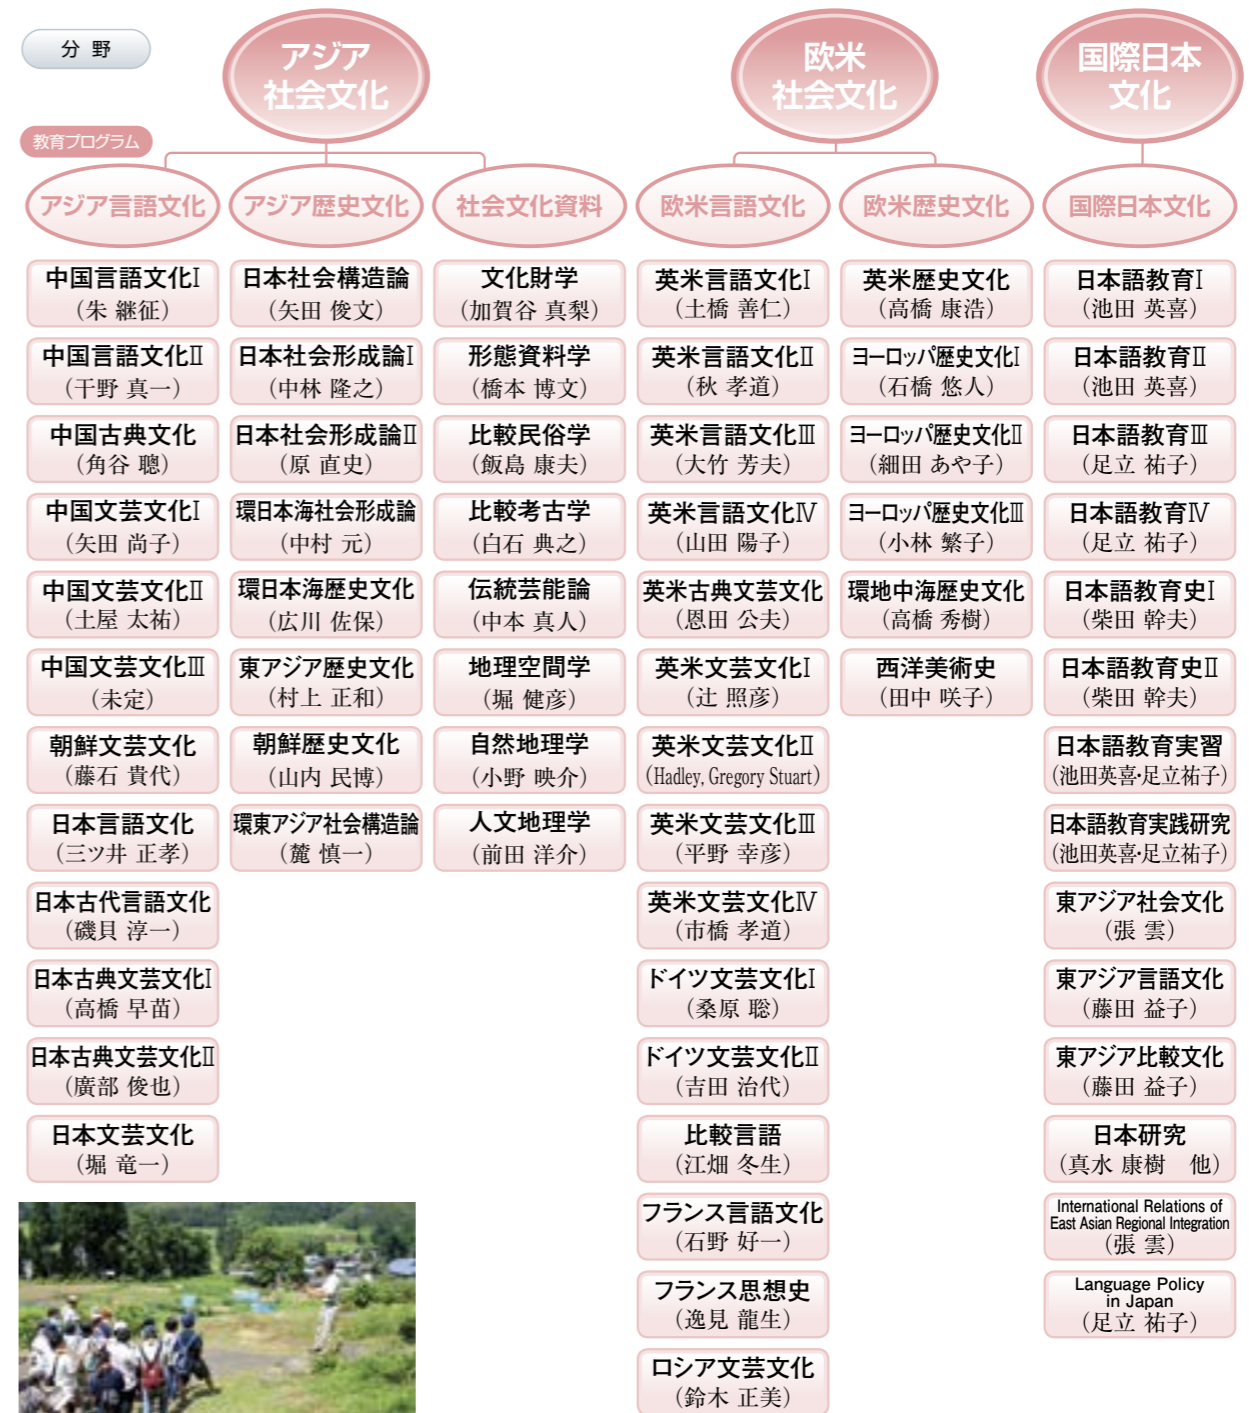 分 野
アジア
社会文化
欧米
社会文化
国際日本
文化
教育プログラム
アジア言語文化
アジア歴史文化
社会文化資料
欧米言語文化
欧米歴史文化
国際日本文化
中国言語文化Ⅰ
(朱 継征)
中国言語文化Ⅱ
(干野 真一)
中国古典文化
(角谷 聰)
中国文芸文化Ⅰ
(矢田 尚子)
中国文芸文化Ⅱ
(土屋 太祐)
中国文芸文化Ⅲ
(未定)
朝鮮文芸文化
(藤石 貴代)
日本言語文化
(三ツ井 正孝)
日本古代言語文化
(磯貝 淳一)
日本古典文芸文化Ⅰ
(高橋 早苗)
日本古典文芸文化Ⅱ
(廣部 俊也)
日本文芸文化
(堀 竜一)
日本社会構造論
(矢田 俊文)
日本社会形成論Ⅰ
(中林 隆之)
日本社会形成論Ⅱ
(原 直史)
環日本海社会形成論
(中村 元)
環日本海歴史文化
(広川 佐保)
東アジア歴史文化
(村上 正和)
朝鮮歴史文化
(山内 民博)
環東アジア社会構造論
(麓 慎一)
文化財学
(加賀谷 真梨)
形態資料学
(橋本 博文)
比較民俗学
(飯島 康夫)
比較考古学
(白石 典之)
伝統芸能論
(中本 真人)
地理空間学
(堀 健彦)
自然地理学
(小野 映介)
人文地理学
(前田 洋介)
英米言語文化Ⅰ
(土橋 善仁)
英米言語文化Ⅱ
(秋 孝道)
英米言語文化Ⅲ
(大竹 芳夫)
英米言語文化Ⅳ
(山田 陽子)
英米古典文芸文化
(恩田 公夫)
英米文芸文化Ⅰ
(辻 照彦)
英米文芸文化Ⅱ
(Hadley, Gregory Stuart)
英米文芸文化Ⅲ
(平野 幸彦)
英米文芸文化Ⅳ
(市橋 孝道)
ドイツ文芸文化Ⅰ
(桑原 聡)
ドイツ文芸文化Ⅱ
(吉田 治代)
比較言語
(江畑 冬生)
フランス言語文化
(石野 好一)
フランス思想史
(逸見 龍生)
ロシア文芸文化
(鈴木 正美)
英米歴史文化
(高橋 康浩)
ヨーロッパ歴史文化Ⅰ
(石橋 悠人)
ヨーロッパ歴史文化Ⅱ
(細田 あや子)
ヨーロッパ歴史文化Ⅲ
(小林 繁子)
環地中海歴史文化
(高橋 秀樹)
西洋美術史
(田中 咲子)
日本語教育Ⅰ
(池田 英喜)
日本語教育Ⅱ
(池田 英喜)
日本語教育Ⅲ
(足立 祐子)
日本語教育Ⅳ
(足立 祐子)
日本語教育史Ⅰ
(柴田 幹夫)
日本語教育史Ⅱ
(柴田 幹夫)
日本語教育実習
(池田英喜・足立祐子)
日本語教育実践研究
(池田英喜・足立祐子)
東アジア社会文化
(張 雲)
東アジア言語文化
(藤田 益子)
東アジア比較文化
(藤田 益子)
日本研究
(真水 康樹 他)
International Relations of
East Asian Regional Integration
(張 雲)
Language Policy
in Japan
(足立 祐子)